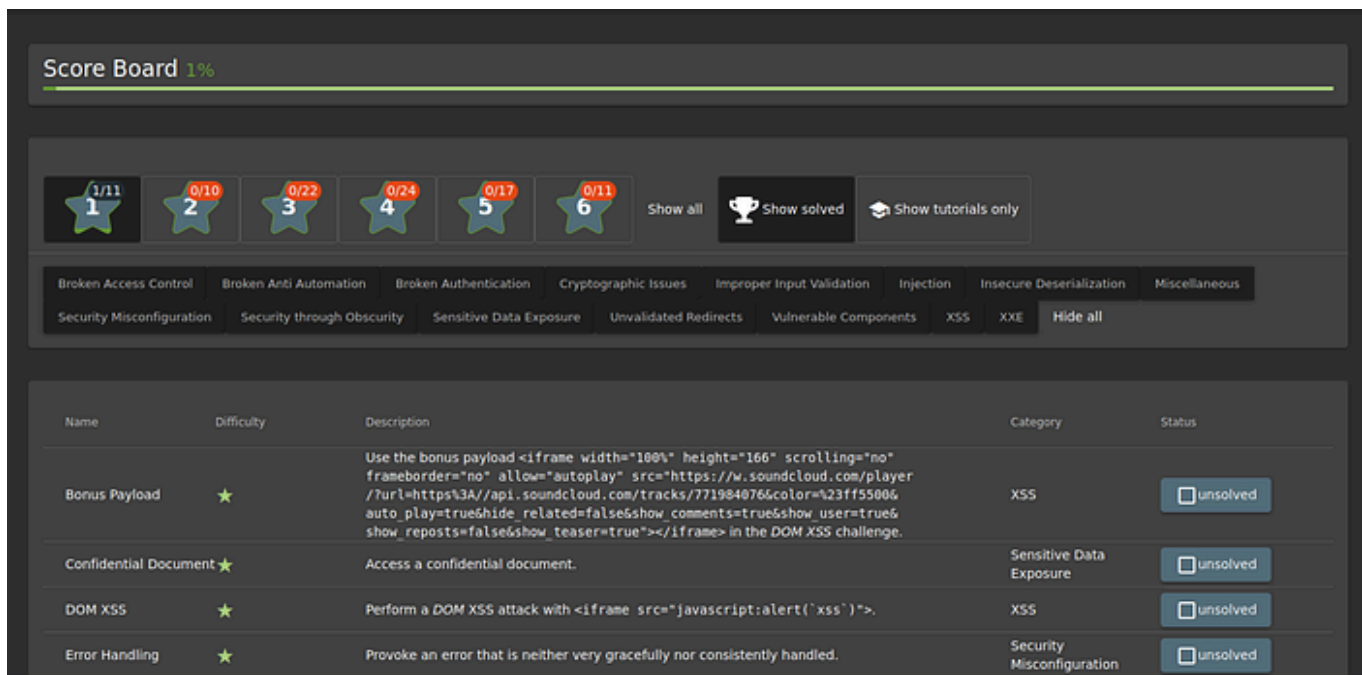 Score Board 1%
1/11 0/10 0/22 0/24 0/17 0/11
1 2 3 4 5 6 Show all Show solved Show tutorials only
Broken Access Control Broken Anti Automation Broken Authentication Cryptographic Issues Improper Input Validation Injection Insecure Deserialization Miscellaneous
Security Misconfiguration Security through Obscurity Sensitive Data Exposure Unvalidated Redirects Vulnerable Components XSS XXE Hide all
Name Difficulty Description Category Status
Use the bonus payload <iframe width="100%" height="166" scrolling="no"
frameborder="no" allow="autoplay" src="https://w.soundcloud.com/player
Bonus Payload /?url=https%3A//api.soundcloud.com/tracks/771984076&color=%23ff5500& XSS unsolved
auto_play=true&hide_related=false&show_comments=true&show_user=true&
show_reposts=false&show_teaser=true"></iframe> in the DOM XSS challenge.
Confidential Document Access a confidential document. Sensitive Data
Exposure unsolved
DOM XSS Perform a DOM XSS attack with <iframe src="javascript:alert(`xss`)">. XSS unsolved
Error Handling Provoke an error that is neither very gracefully nor consistently handled. Security
Misconfiguration unsolved